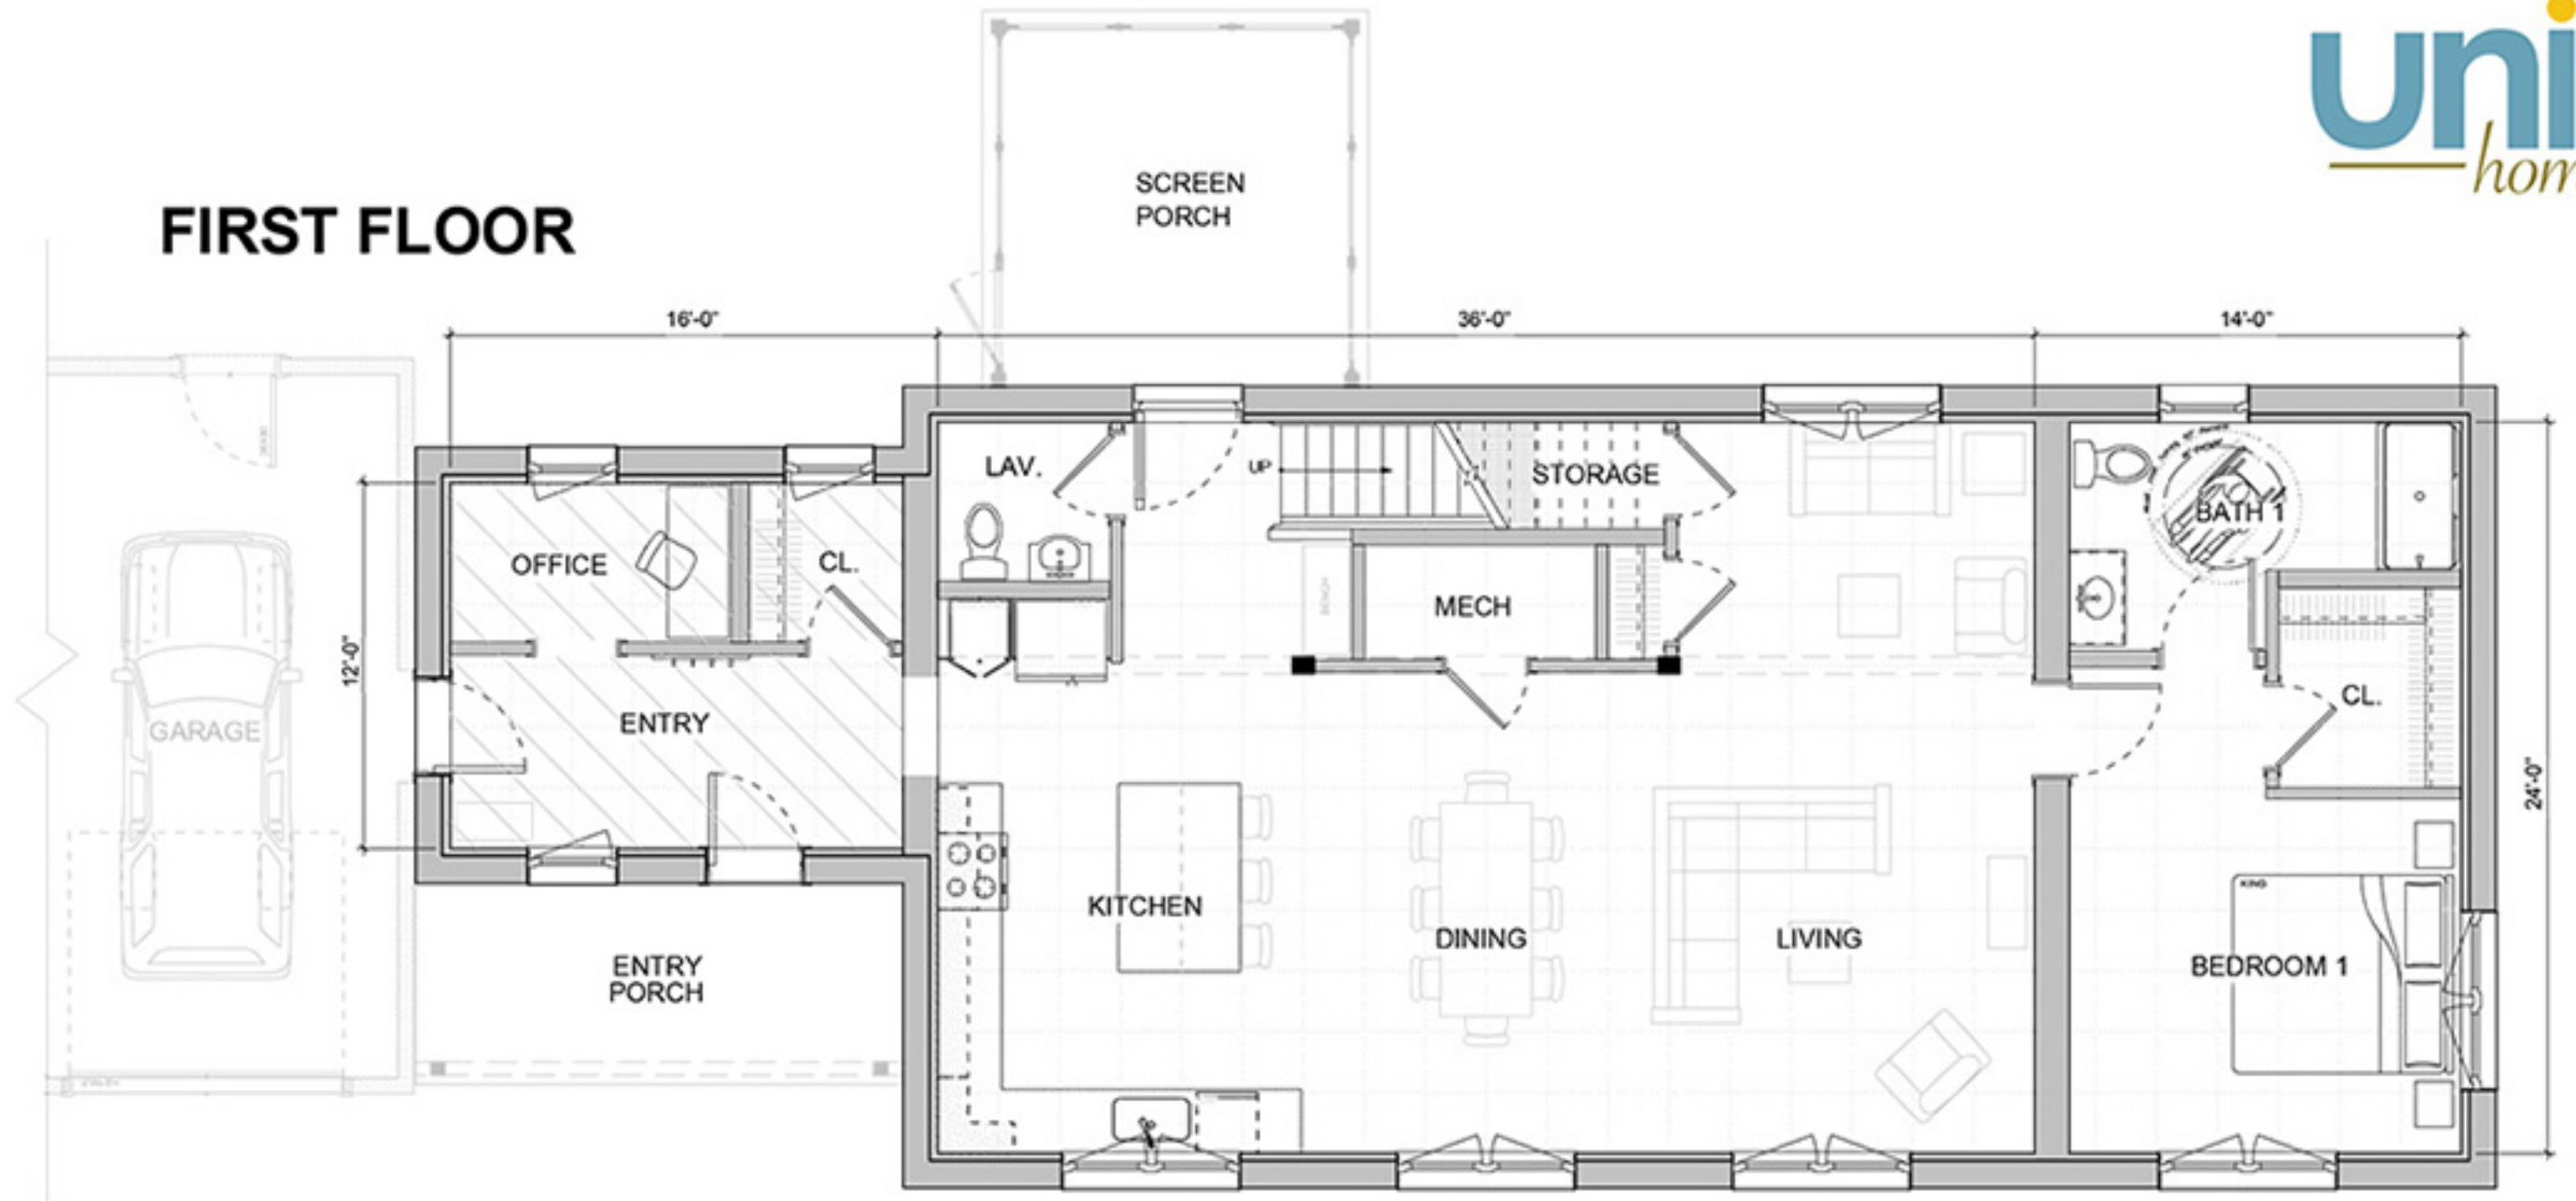 uni
hom
SCREEN
PORCH
FIRST FLOOR
16'-0"
36'-0"
14'-0"
LAV.
UP
STORAGE
BATH 1
OFFICE
CL.
BENCH
MECH
12'-0"
GARAGE
ENTRY
CL.
24'-0"
KITCHEN
KING
DINING
LIVING
BEDROOM 1
ENTRY
PORCH